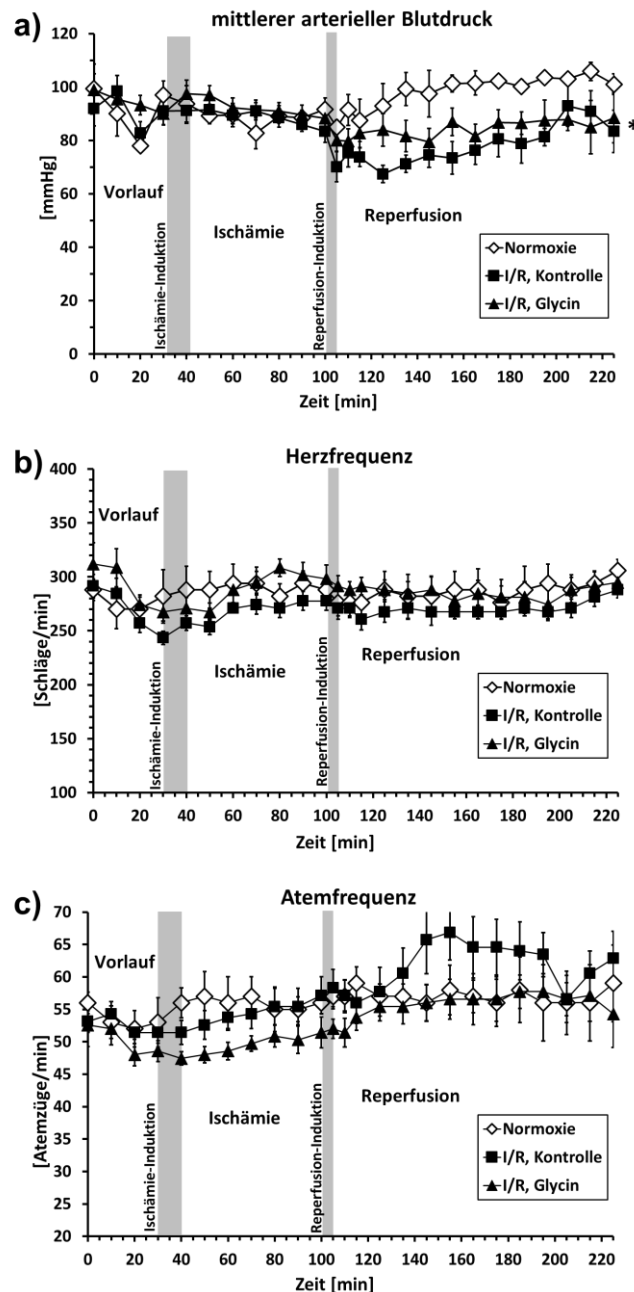 a)
mittlerer arterieller Blutdruck
120
100
80
60
40
20
0
[mmHg]
Vorlauf
Ischämie-Induktion
Ischämie
Reperfusion-Induktion
Reperfusion
*
Normoxie
I/R, Kontrolle
I/R, Glycin
0 20 40 60 80 100 120 140 160 180 200 220
Zeit [min]
b)
Herzfrequenz
400
350
300
250
200
150
100
[Schläge/min]
Vorlauf
Ischämie-Induktion
Ischämie
Reperfusion-Induktion
Reperfusion
Normoxie
I/R, Kontrolle
I/R, Glycin
0 20 40 60 80 100 120 140 160 180 200 220
Zeit [min]
c)
Atemfrequenz
70
65
60
55
50
45
40
35
30
25
20
[Atemzüge/min]
Vorlauf
Ischämie-Induktion
Ischämie
Reperfusion-Induktion
Reperfusion
Normoxie
I/R, Kontrolle
I/R, Glycin
0 20 40 60 80 100 120 140 160 180 200 220
Zeit [min]